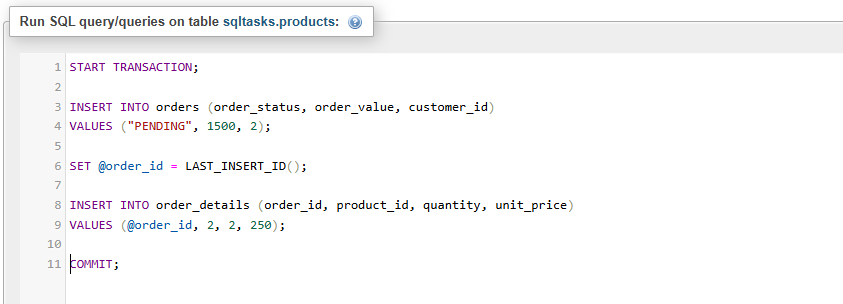 Run SQL query/queries on table sqltasks.products:
1 START TRANSACTION;
2
3 INSERT INTO orders (order_status, order_value, customer_id)
4 VALUES ("PENDING", 1500, 2);
5
6 SET @order_id = LAST_INSERT_ID();
7
8 INSERT INTO order_details (order_id, product_id, quantity, unit_price)
9 VALUES (@order_id, 2, 2, 250);
10
11 COMMIT;